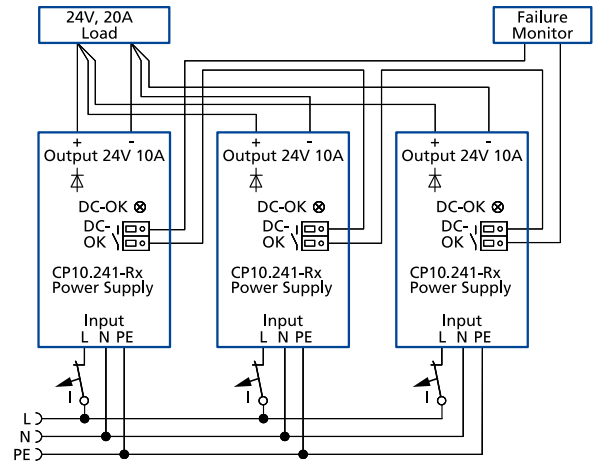 24V, 20A
Load
Failure
Monitor
+ -
Output 24V 10A
DC-OK
DC-
OK
CP10.241-Rx
Power Supply
Input
L N PE
I
+ -
Output 24V 10A
DC-OK
DC-
OK
CP10.241-Rx
Power Supply
Input
L N PE
I
+ -
Output 24V 10A
DC-OK
DC-
OK
CP10.241-Rx
Power Supply
Input
L N PE
I
L
N
PE